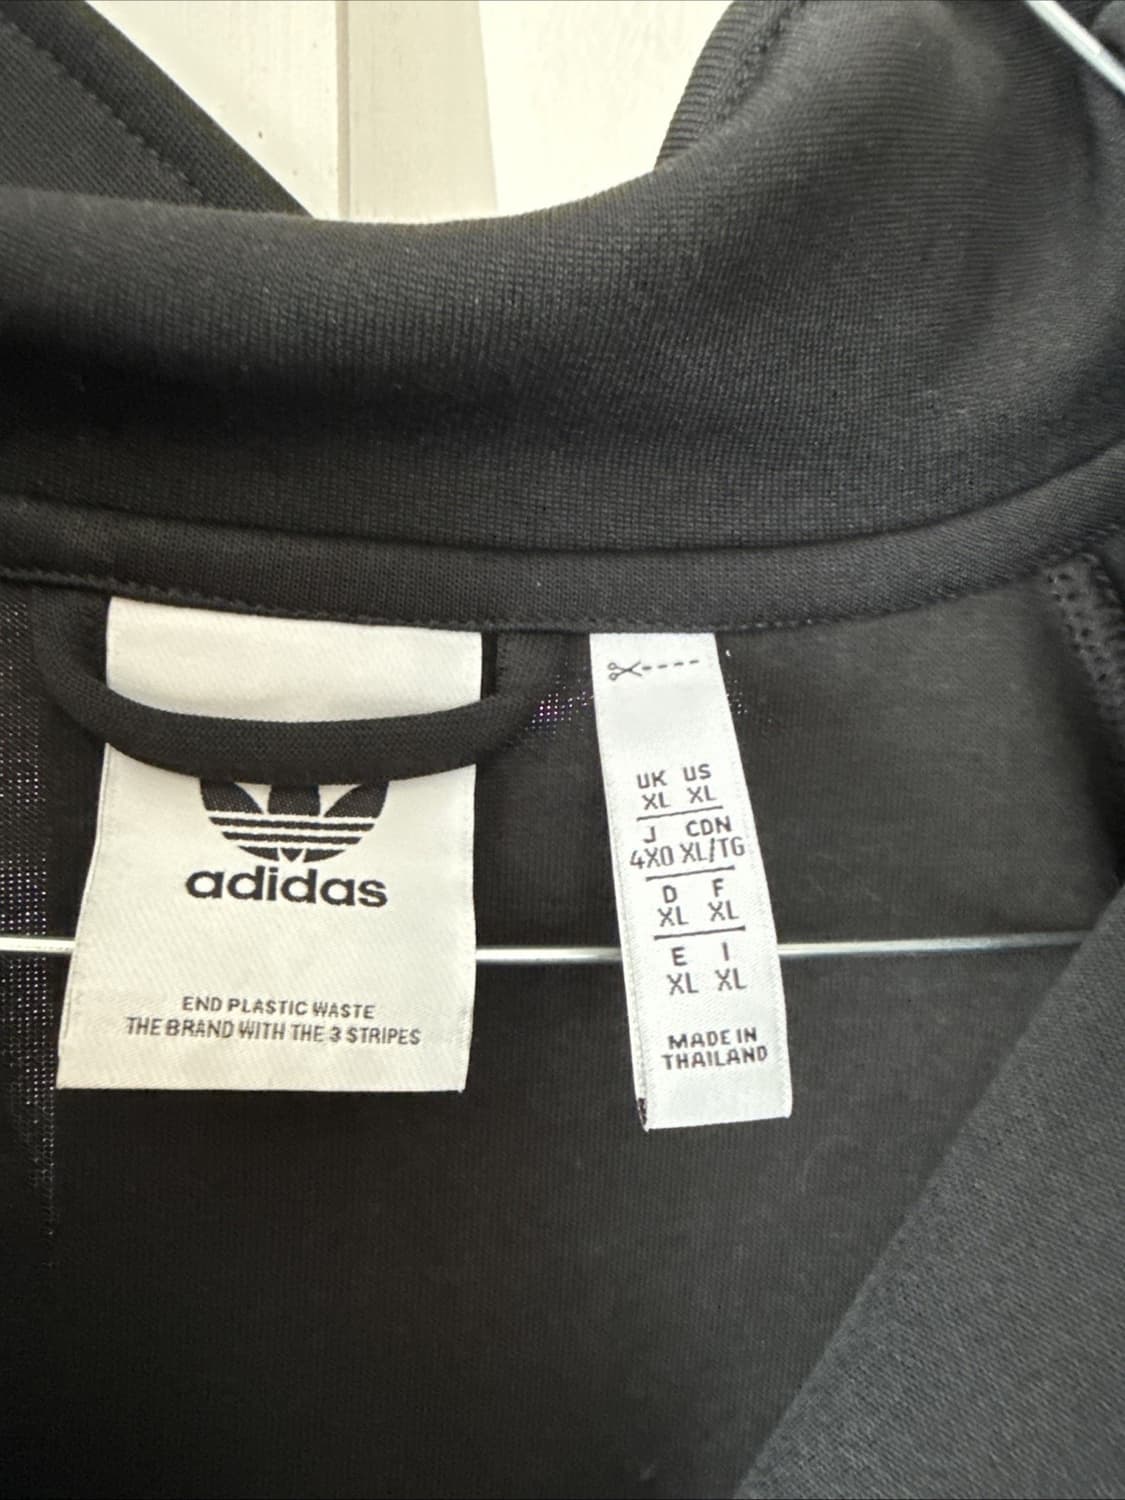 adidas
END PLASTIC WASTE
THE BRAND WITH THE 3 STRIPES
UK US
XL XL
J CDN
4XO XL/TG
D F
XL XL
E I
XL XL
MADE IN
THAILAND